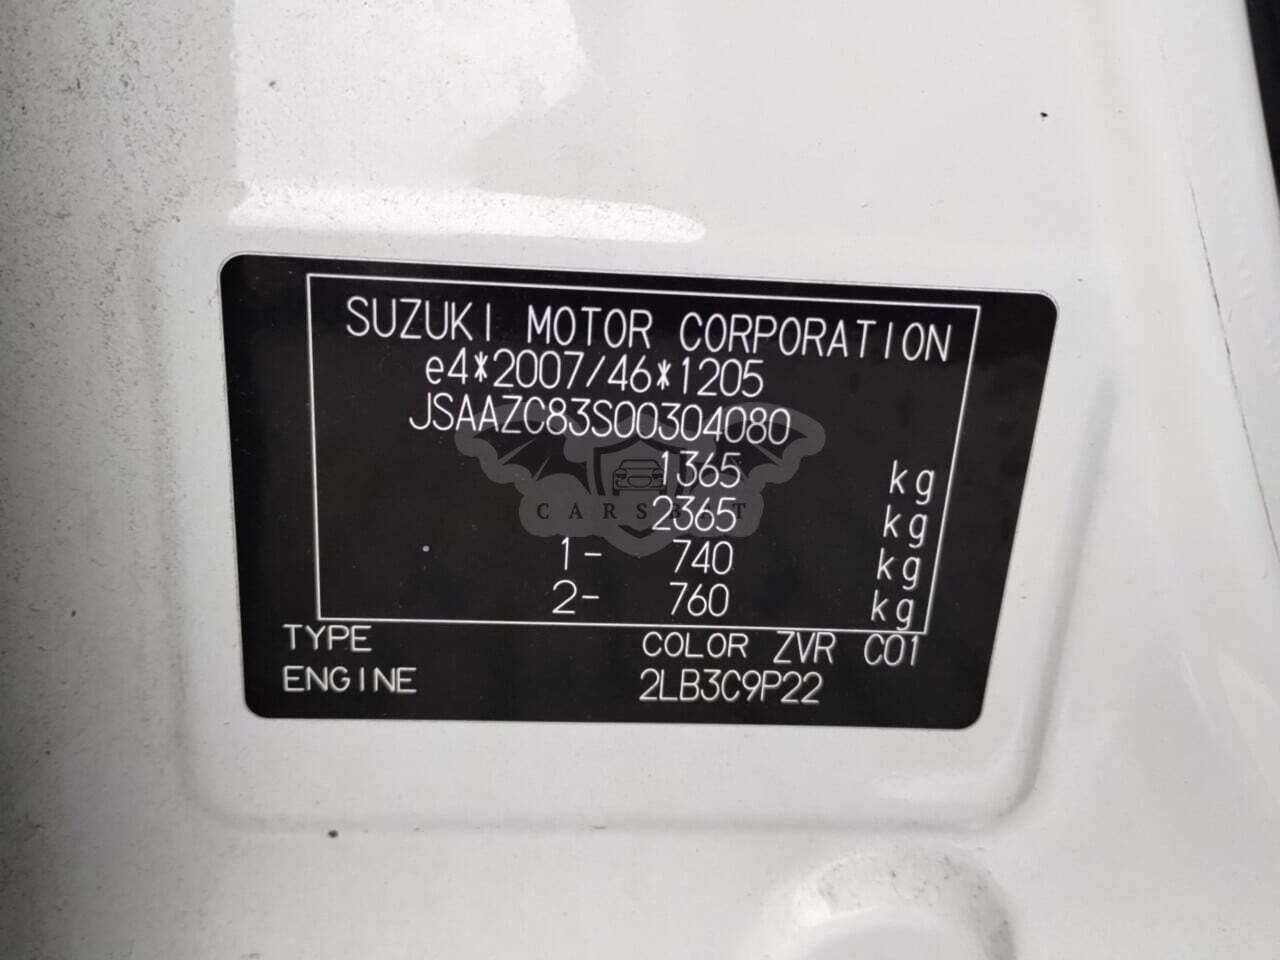 SUZUKI MOTOR CORPORATION
e4*2007/46*1205
JSAAZC83S00304080
1365 kg
CARSBAT
2365 kg
1- 740 kg
2- 760 kg
TYPE COLOR ZVR C01
ENGINE 2LB3C9P22